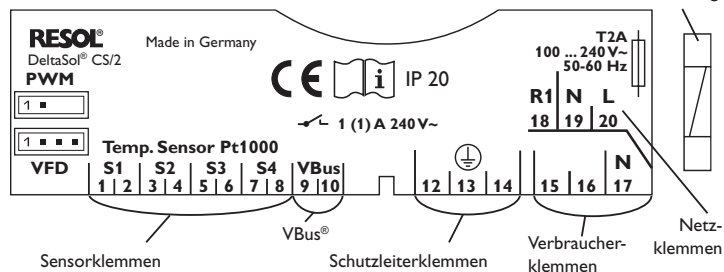 RESOL®
Made in Germany
DeltaSol® CS/2
PWM
1
1
VFD
T2A
100 ... 240 V~
50-60 Hz
i
IP 20
1 (1) A 240 V~
R1 N L
18 19 20
Temp. Sensor Pt1000
S1 S2 S3 S4 VBus
1 2 3 4 5 6 7 8 9 10
12 13 14
N
15 16 17
Sensorklemmen
VBus®
Schutzleiterklemmen
Verbraucher-
klemmen
Netz-
klemmen